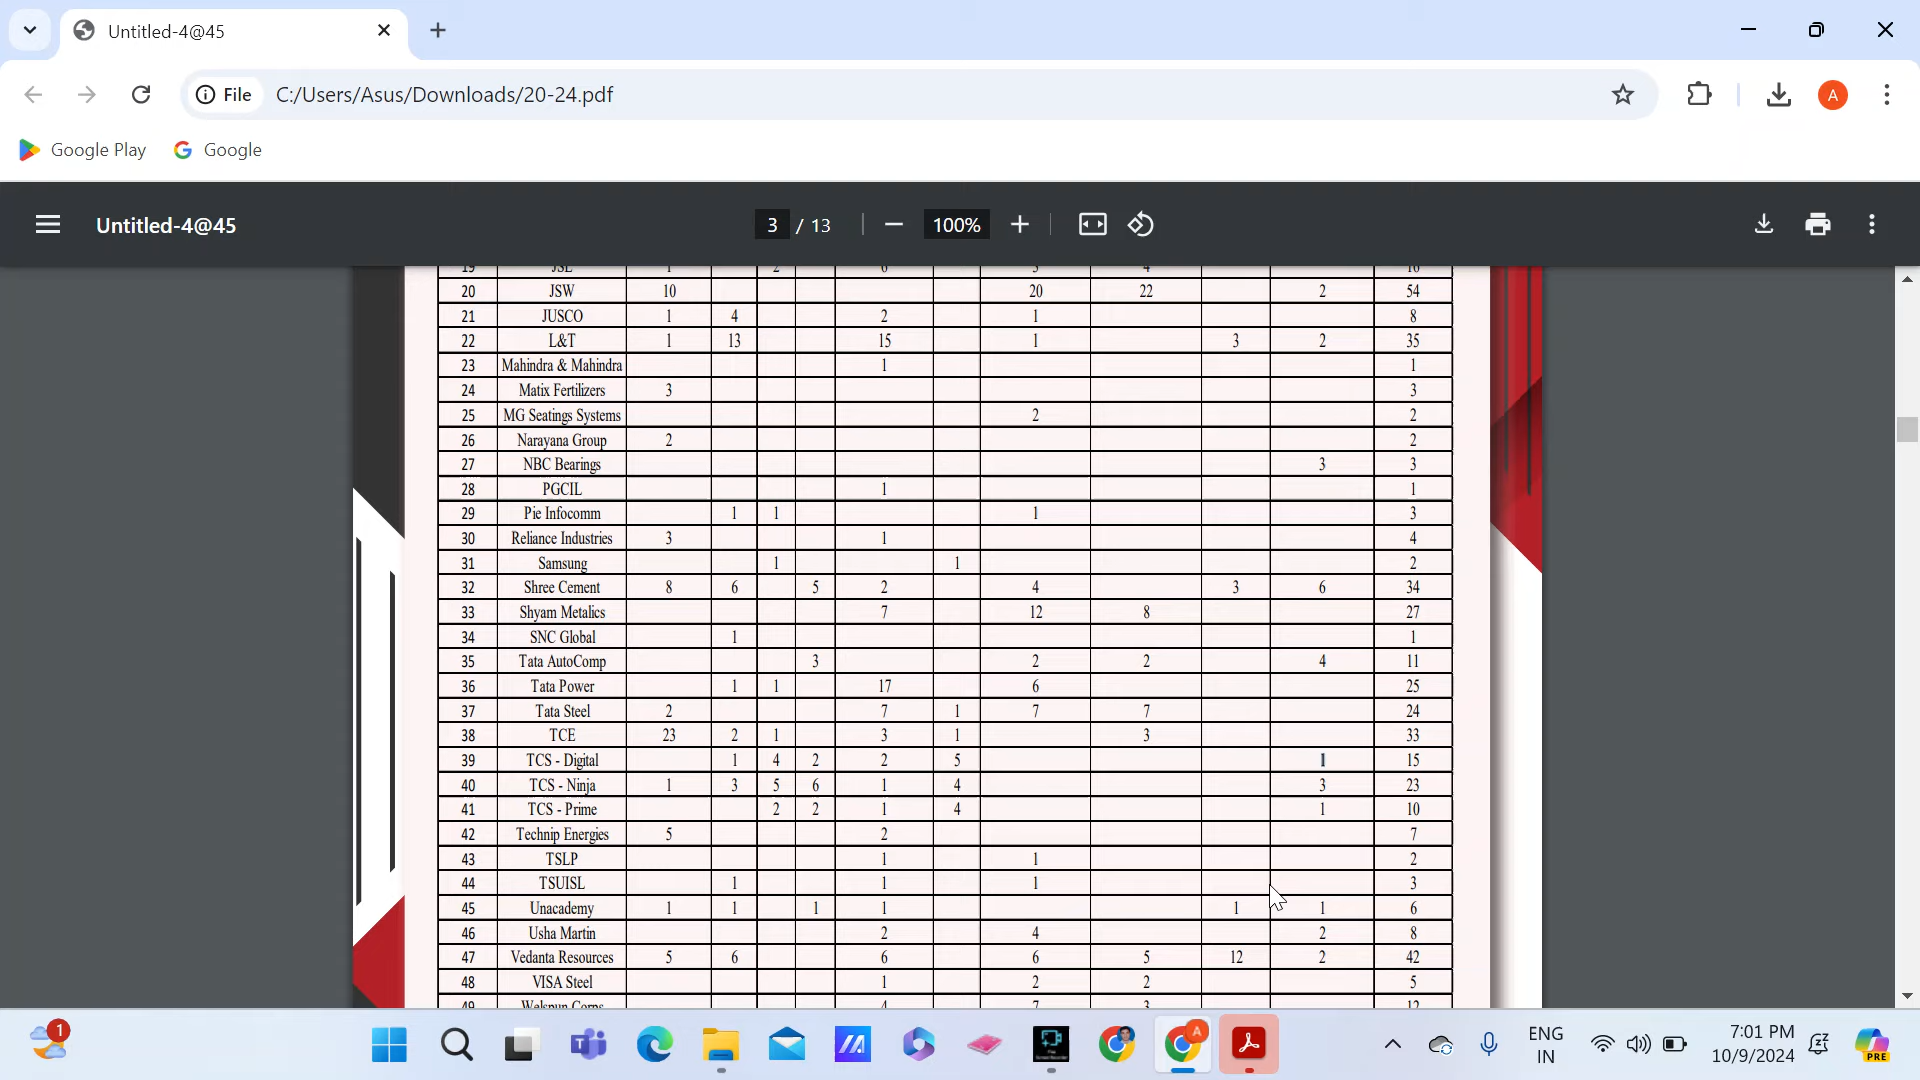 Untitled-4@45
File C:/Users/Asus/Downloads/20-24.pdf A
Google Play Google
Untitled-4@45 3 / 13 100%
19 JSL 1 2 6 3 4 16
20 JSW 10 20 22 2 54
21 JUSCO 1 4 2 1 8
22 L&T 1 13 15 1 3 2 35
23 Mahindra & Mahindra 1 1
24 Matix Fertilizers 3 3
25 MG Seatings Systems 2 2
26 Narayana Group 2 2
27 NBC Bearings 3 3
28 PGCIL 1 1
29 Pie Infocomm 1 1 1 3
30 Reliance Industries 3 1 4
31 Samsung 1 1 2
32 Shree Cement 8 6 5 2 4 3 6 34
33 Shyam Metalics 7 12 8 27
34 SNC Global 1 1
35 Tata AutoComp 3 2 2 4 11
36 Tata Power 1 1 17 6 25
37 Tata Steel 2 7 1 7 7 24
38 TCE 23 2 1 3 1 3 33
39 TCS - Digital 1 4 2 2 5 1 15
40 TCS - Ninja 1 3 5 6 1 4 3 23
41 TCS - Prime 2 2 1 4 1 10
42 Technip Energies 5 2 7
43 TSLP 1 1 2
44 TSUISL 1 1 1 3
45 Unacademy 1 1 1 1 1 1 6
46 Usha Martin 2 4 2 8
47 Vedanta Resources 5 6 6 6 5 12 2 42
48 VISA Steel 1 2 2 5
49 Welspun Corps 4 7 3 12
1 A ENG 7:01 PM
IN 10/9/2024 PRE